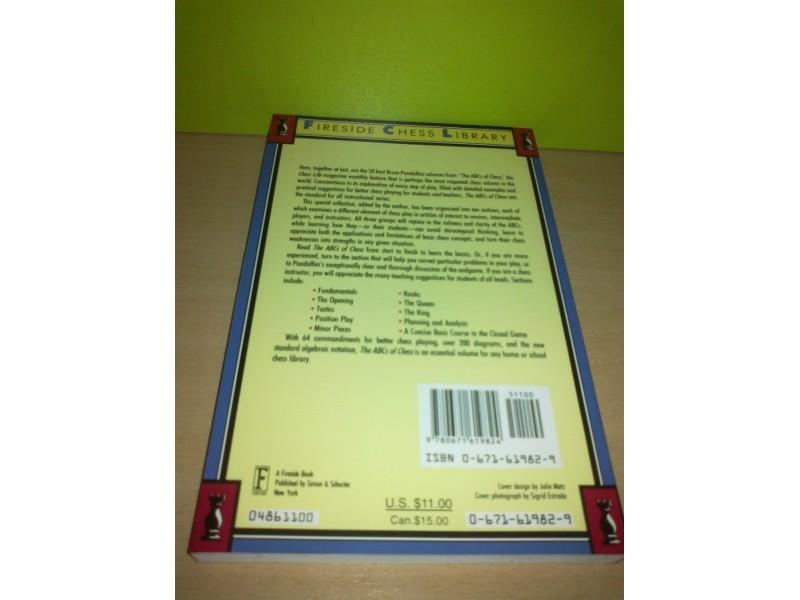 FIRESIDE CHESS LIBRARY
Here, together at last, are the 50 best Bruce Pandolfini columns from "The ABCs of Chess," the
Chess Life magazine monthly feature that is perhaps the most requested chess column in the
world. Conscientious in its explanation of every step of play, filled with detailed examples and
practical suggestions for better chess playing for students and teachers, The ABCs of Chess sets
the standard for all instructional series.
This special collection, edited by the author, has been organized into ten sections, each of
which examines a different element of chess play in articles of interest to novices, intermediate
players, and instructors. All three groups will rejoice in the richness and clarity of the ABCs,
while learning how they—or their students—can avoid stereotypical thinking, learn to
appreciate both the applications and limitations of basic chess concepts, and turn their chess
weaknesses into strengths in any given situation.
Read The ABCs of Chess from start to finish to learn the basics. Or, if you are more
experienced, turn to the section that will help you correct particular problems in your play, or
to Pandolfini's exceptionally clear and thorough discussion of the endgame. If you are a chess
instructor, you will appreciate the many teaching suggestions for students of all levels. Sections
include:
• Fundamentals
• The Opening
• Tactics
• Position Play
• Minor Pieces
• Rooks
• The Queen
• The King
• Planning and Analysis
• A Concise Basic Course in the Closed Game
With 64 commandments for better chess playing, over 200 diagrams, and the new
standard algebraic notation, The ABCs of Chess is an essential volume for any home or school
chess library.
51100
9 780671 619824
ISBN 0-671-61982-9
F
A Fireside Book
Published by Simon & Schuster
New York
Cover design by Julie Metz
Cover photograph by Sigrid Estrada
U.S. $11.00
Can. $15.00
04861100
0-671-61982-9